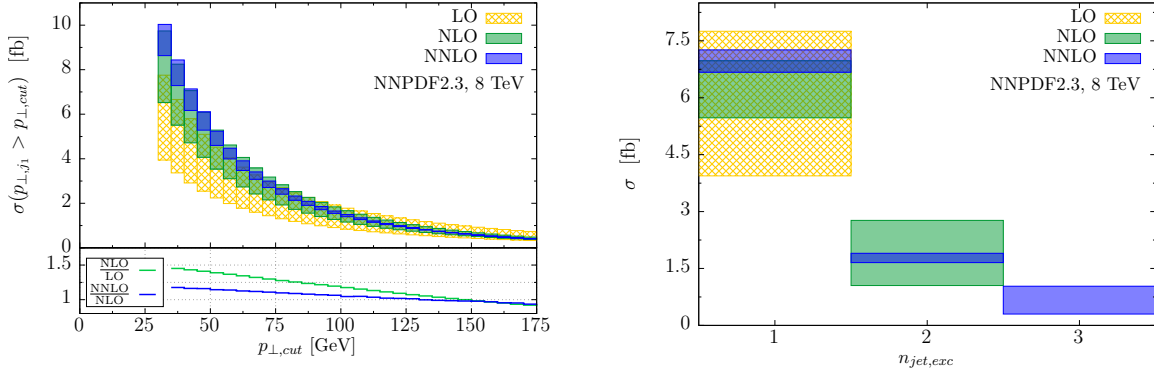 σ(p⊥,j1 > p⊥,cut) [fb]
10
8
6
4
2
0
LO
NLO
NNLO
NNPDF2.3, 8 TeV
1.5
1
NLO
LO
NNLO
NLO
0 25 50 75 100 125 150 175
p⊥,cut [GeV]
σ [fb]
7.5
6
4.5
3
1.5
0
LO
NLO
NNLO
NNPDF2.3, 8 TeV
1 2 3
njet,exc